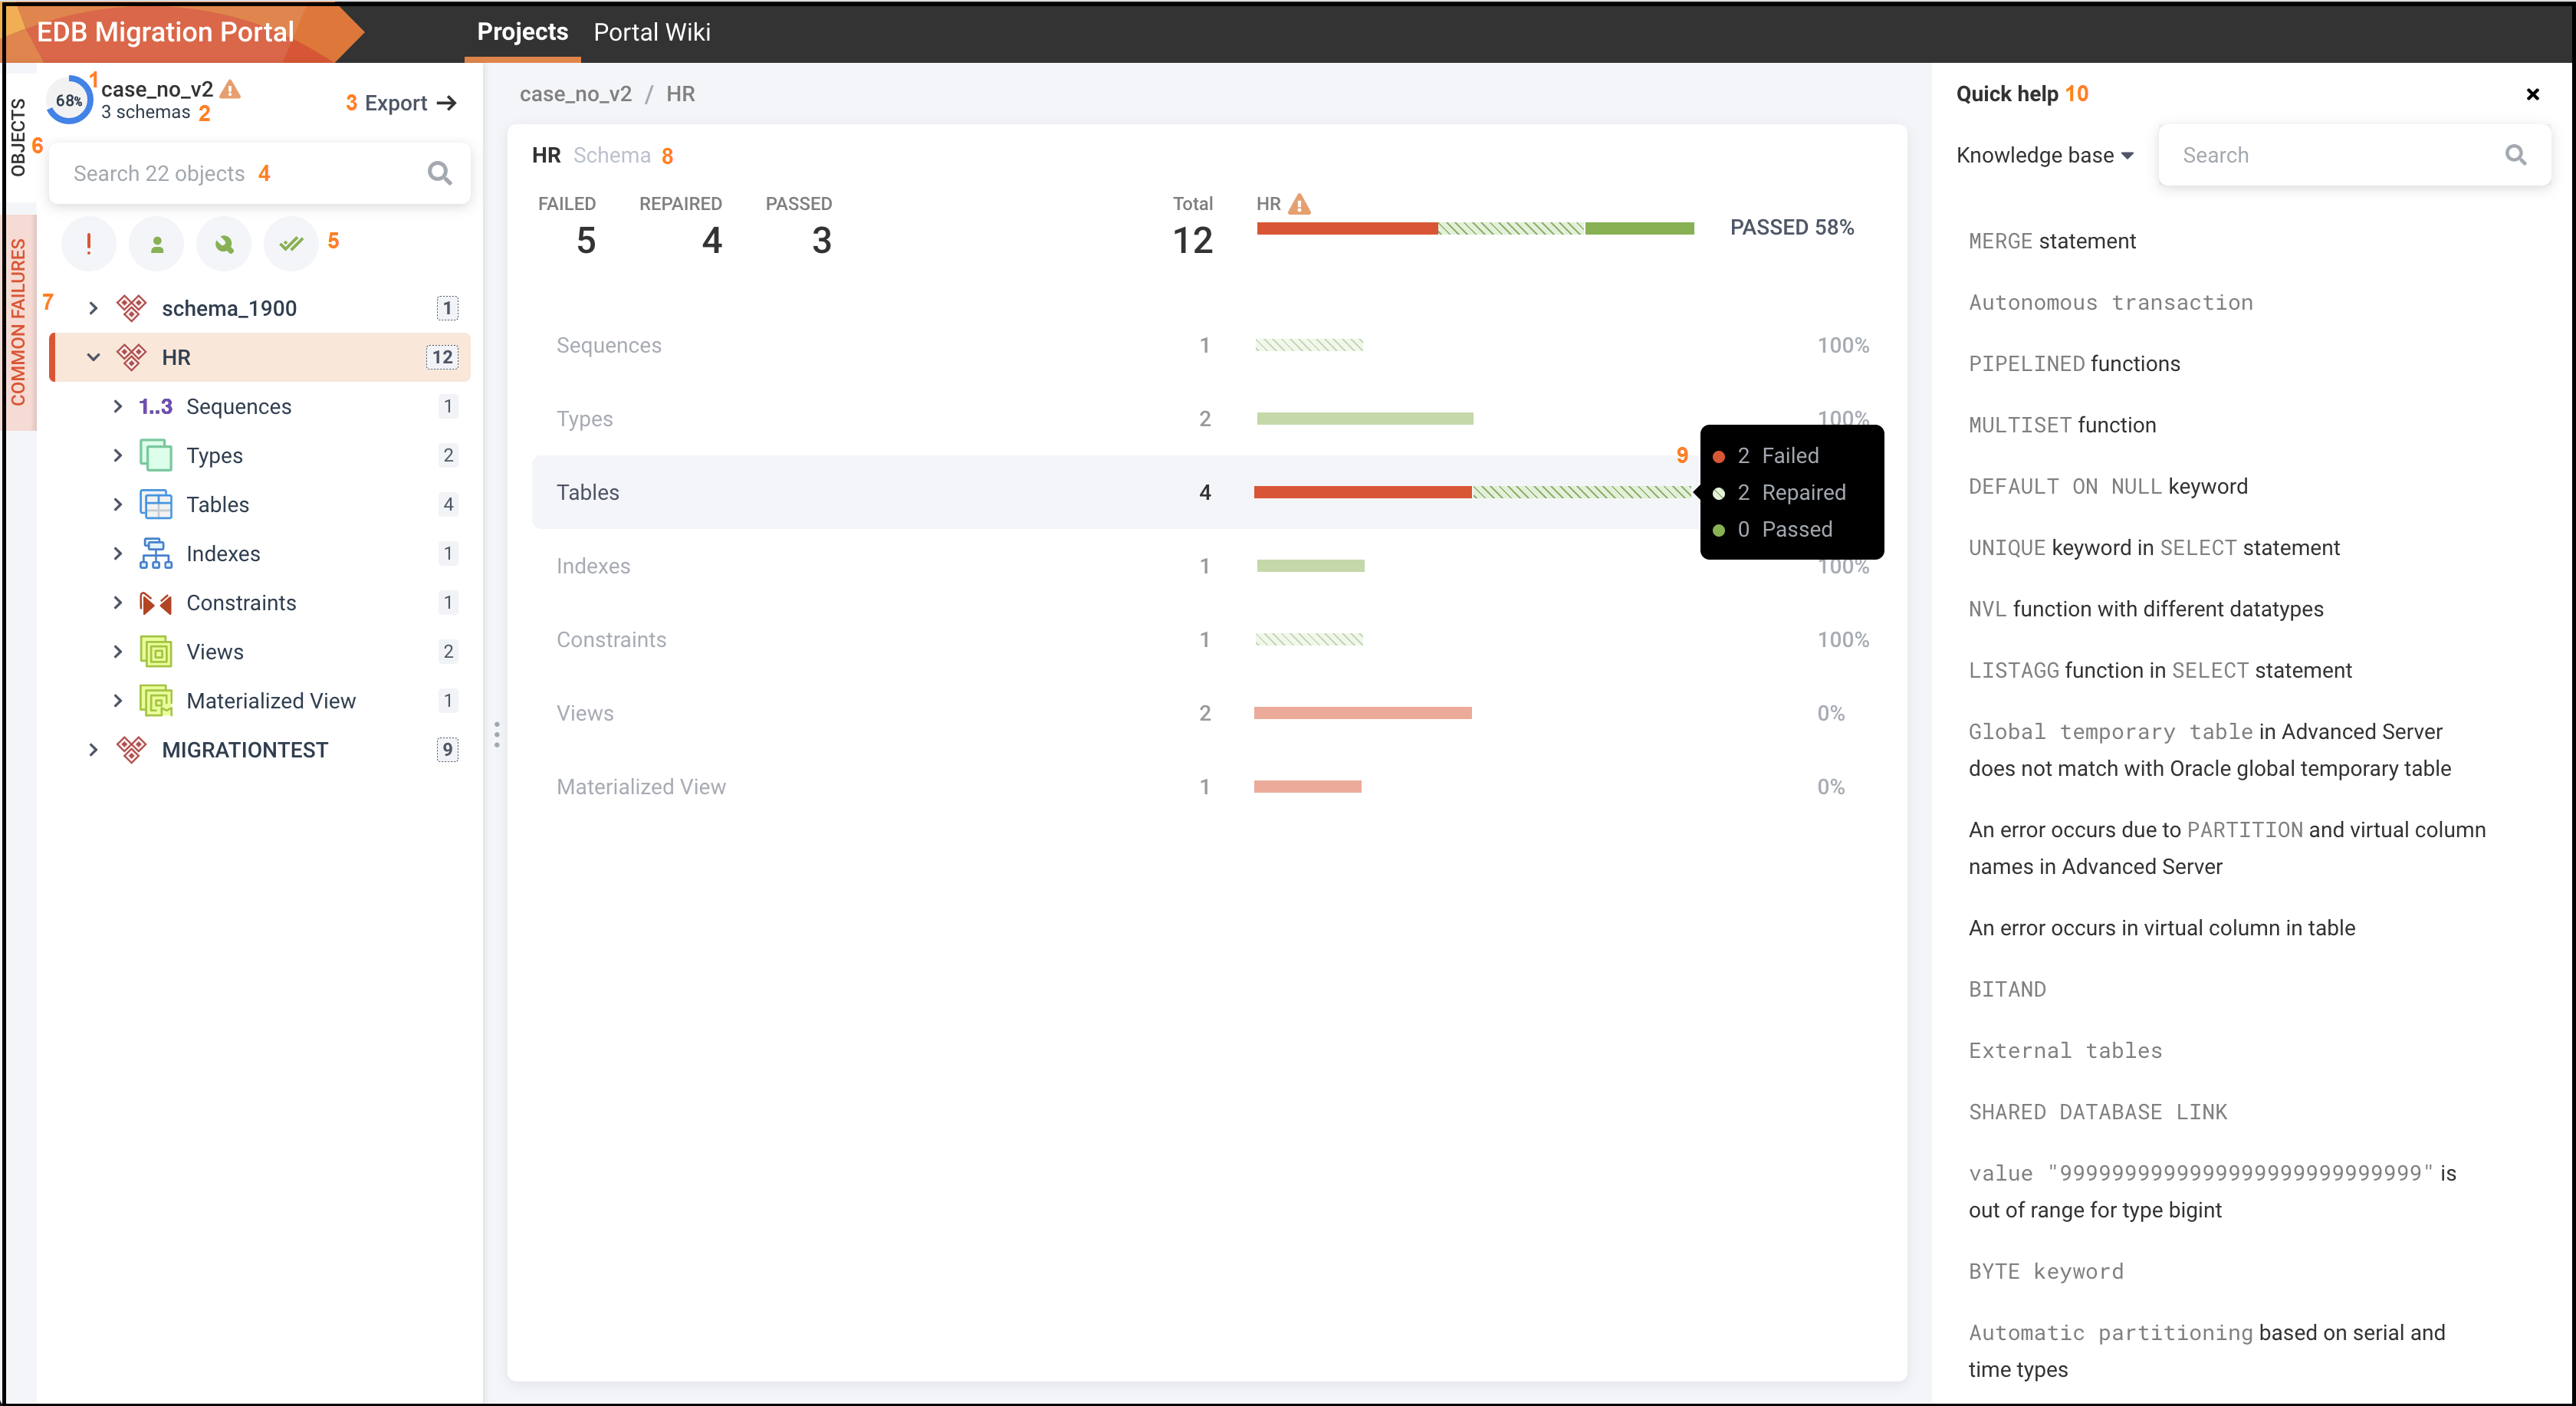 EDB Migration Portal
Projects
Portal Wiki
OBJECTS
6
COMMON FAILURES
7
68%
1
case_no_v2
3 schemas 2
3 Export
Search 22 objects 4
5
schema_1900 1
HR 12
1..3 Sequences 1
Types 2
Tables 4
Indexes 1
Constraints 1
Views 2
Materialized View 1
MIGRATIONTEST 9
case_no_v2 / HR
HR Schema 8
FAILED REPAIRED PASSED Total HR
5 4 3 12 PASSED 58%
Sequences 1 100%
Types 2 100%
Tables 4
9
2 Failed
2 Repaired
0 Passed
Indexes 1 100%
Constraints 1 100%
Views 2 0%
Materialized View 1 0%
Quick help 10
Knowledge base
Search
MERGE statement
Autonomous transaction
PIPELINED functions
MULTISET function
DEFAULT ON NULL keyword
UNIQUE keyword in SELECT statement
NVL function with different datatypes
LISTAGG function in SELECT statement
Global temporary table in Advanced Server
does not match with Oracle global temporary table
An error occurs due to PARTITION and virtual column
names in Advanced Server
An error occurs in virtual column in table
BITAND
External tables
SHARED DATABASE LINK
value "9999999999999999999999999999" is
out of range for type bigint
BYTE keyword
Automatic partitioning based on serial and
time types